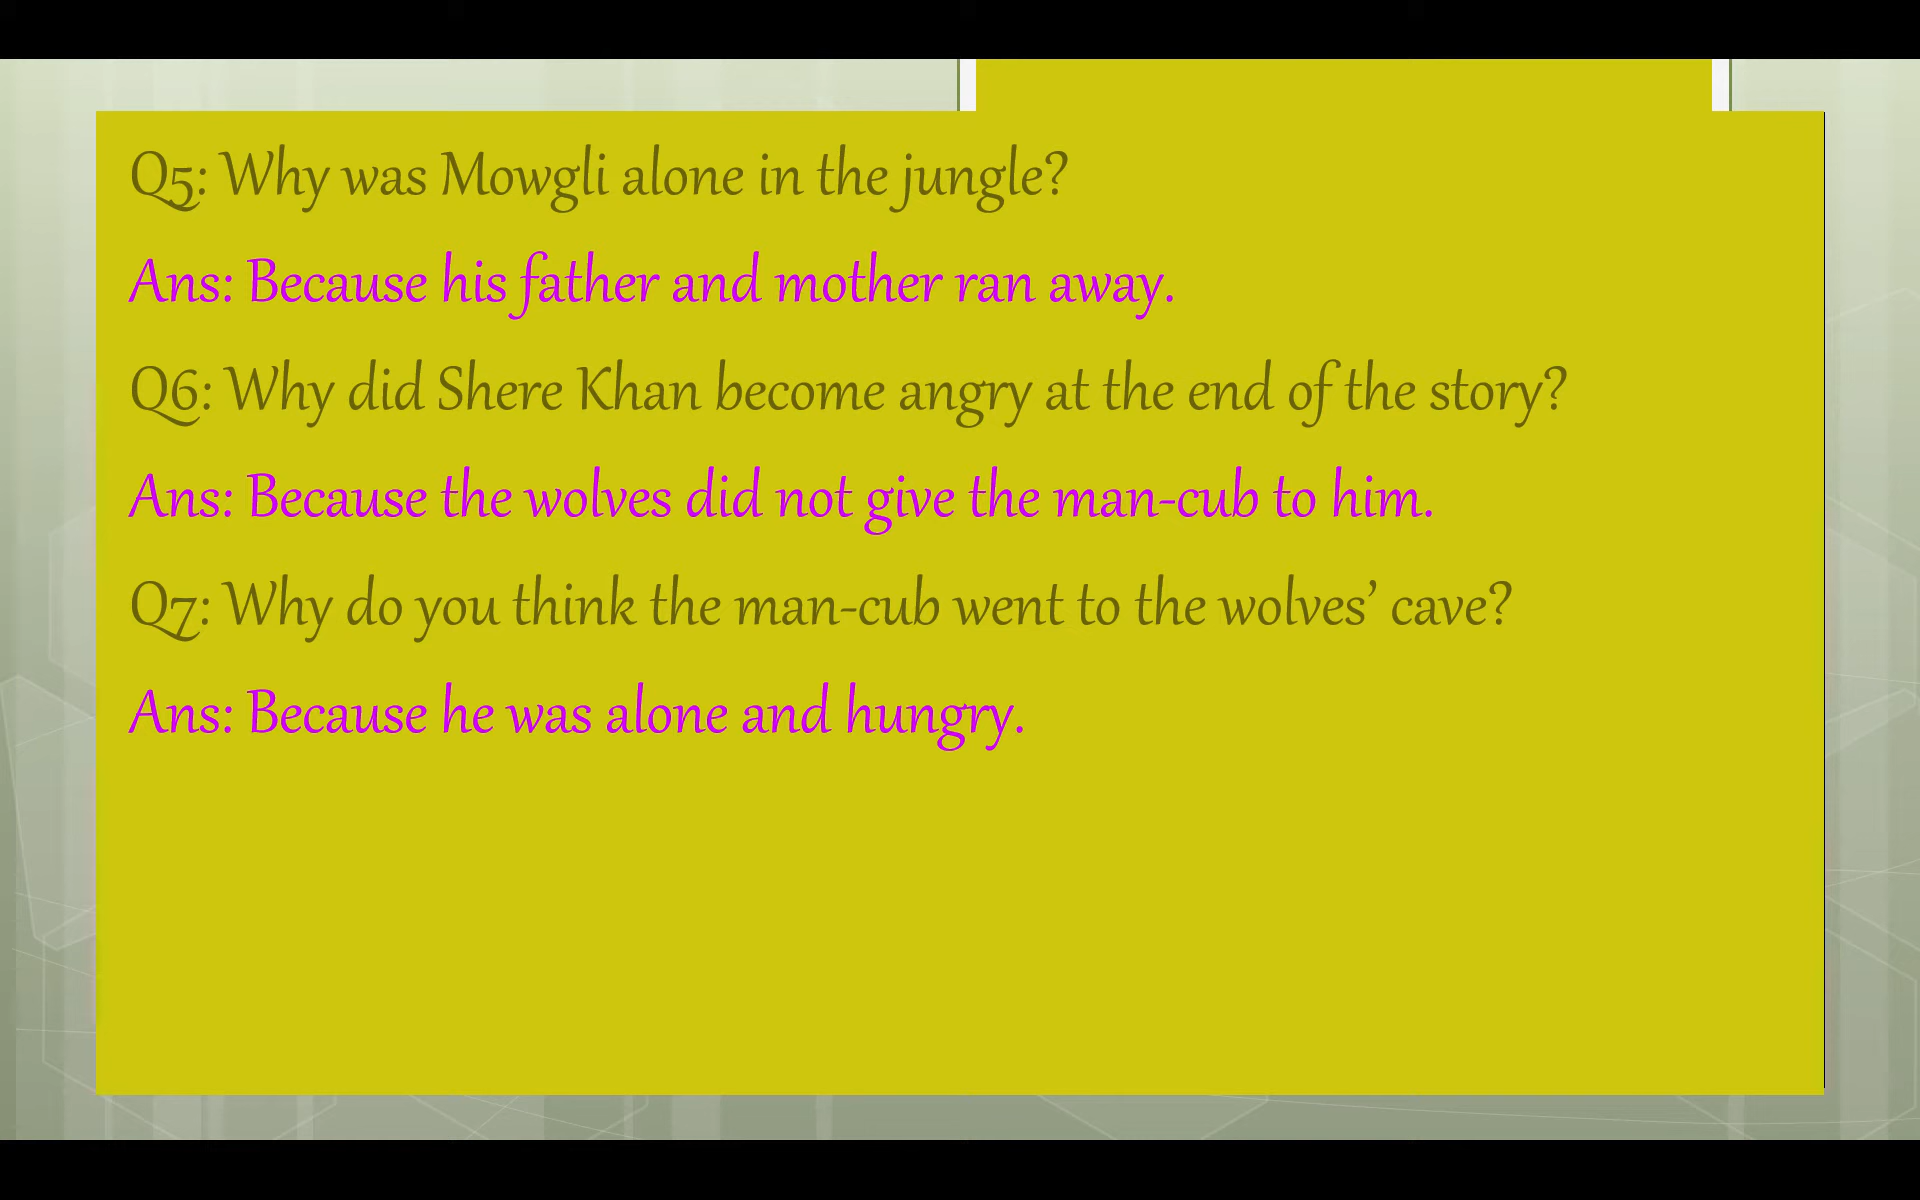 Q5: Why was Mowgli alone in the jungle?
Ans: Because his father and mother ran away.
Q6: Why did Shere Khan become angry at the end of the story?
Ans: Because the wolves did not give the man-cub to him.
Q7: Why do you think the man-cub went to the wolves’ cave?
Ans: Because he was alone and hungry.